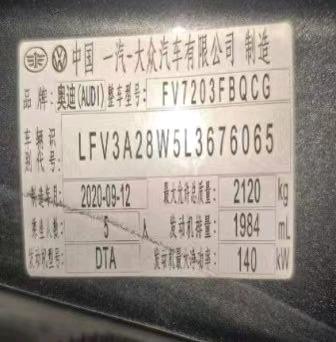 中国 一汽-大众汽车有限公司 制造
品 牌: 奥迪(AUDI) 整车型号: FV7203FBQCG
车辆识别代号: LFV3A28W5L3676065
制造年月 2020-09-12 最大允许总质量 2120 kg
乘坐人数 5 人 发动机排量 1984 mL
发动机型号 DTA 发动机 功率 140 kW